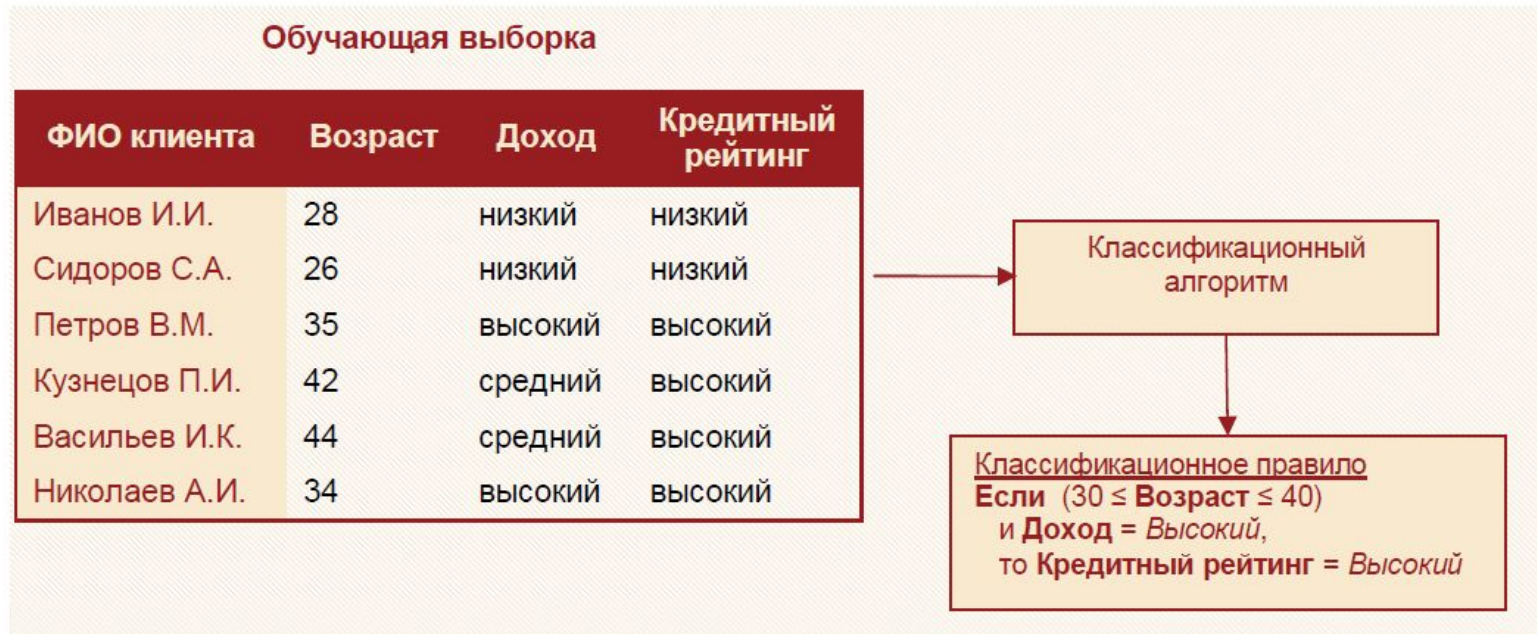 Обучающая выборка
ФИО клиента Возраст Доход Кредитный рейтинг
Иванов И.И. 28 низкий низкий
Сидоров С.А. 26 низкий низкий
Петров В.М. 35 высокий высокий
Кузнецов П.И. 42 средний высокий
Васильев И.К. 44 средний высокий
Николаев А.И. 34 высокий высокий
Классификационный
алгоритм
Классификационное правило
Если (30 ≤ Возраст ≤ 40)
и Доход = Высокий,
то Кредитный рейтинг = Высокий